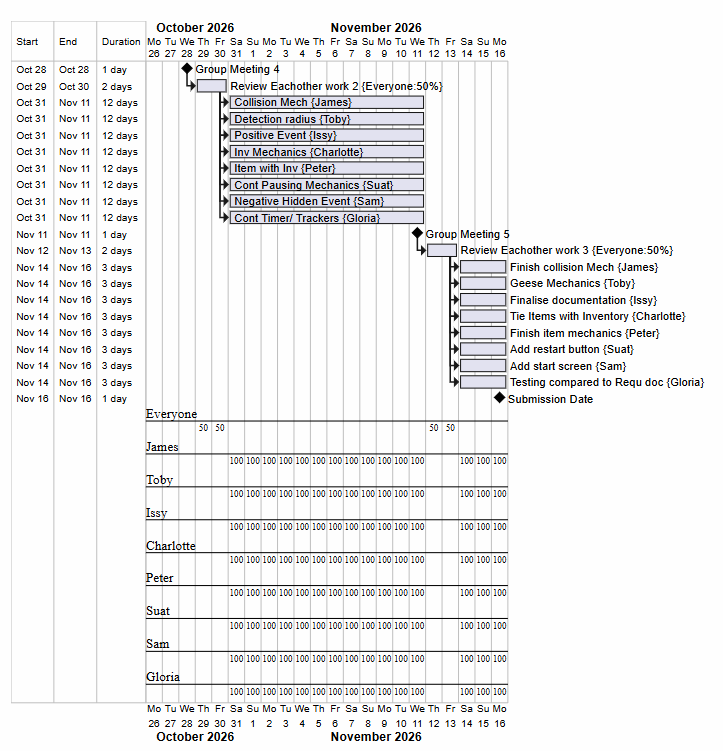 October 2026 November 2026
Start End Duration Mo Tu We Th Fr Sa Su Mo Tu We Th Fr Sa Su Mo Tu We Th Fr Sa Su Mo
26 27 28 29 30 31 1 2 3 4 5 6 7 8 9 10 11 12 13 14 15 16
Oct 28 Oct 28 1 day Group Meeting 4
Oct 29 Oct 30 2 days Review Eachother work 2 {Everyone:50%}
Oct 31 Nov 11 12 days Collision Mech {James}
Oct 31 Nov 11 12 days Detection radius {Toby}
Oct 31 Nov 11 12 days Positive Event {Issy}
Oct 31 Nov 11 12 days Inv Mechanics {Charlotte}
Oct 31 Nov 11 12 days Item with Inv {Peter}
Oct 31 Nov 11 12 days Cont Pausing Mechanics {Suat}
Oct 31 Nov 11 12 days Negative Hidden Event {Sam}
Oct 31 Nov 11 12 days Cont Timer/ Trackers {Gloria}
Nov 11 Nov 11 1 day Group Meeting 5
Nov 12 Nov 13 2 days Review Eachother work 3 {Everyone:50%}
Nov 14 Nov 16 3 days Finish collision Mech {James}
Nov 14 Nov 16 3 days Geese Mechanics {Toby}
Nov 14 Nov 16 3 days Finalise documentation {Issy}
Nov 14 Nov 16 3 days Tie Items with Inventory {Charlotte}
Nov 14 Nov 16 3 days Finish item mechanics {Peter}
Nov 14 Nov 16 3 days Add restart button {Suat}
Nov 14 Nov 16 3 days Add start screen {Sam}
Nov 14 Nov 16 3 days Testing compared to Requ doc {Gloria}
Nov 16 Nov 16 1 day Submission Date
Everyone
50 50 50 50
James
100 100 100 100 100 100 100 100 100 100 100 100 100 100 100
Toby
100 100 100 100 100 100 100 100 100 100 100 100 100 100 100
Issy
100 100 100 100 100 100 100 100 100 100 100 100 100 100 100
Charlotte
100 100 100 100 100 100 100 100 100 100 100 100 100 100 100
Peter
100 100 100 100 100 100 100 100 100 100 100 100 100 100 100
Suat
100 100 100 100 100 100 100 100 100 100 100 100 100 100 100
Sam
100 100 100 100 100 100 100 100 100 100 100 100 100 100 100
Gloria
100 100 100 100 100 100 100 100 100 100 100 100 100 100 100
Mo Tu We Th Fr Sa Su Mo Tu We Th Fr Sa Su Mo Tu We Th Fr Sa Su Mo
26 27 28 29 30 31 1 2 3 4 5 6 7 8 9 10 11 12 13 14 15 16
October 2026 November 2026